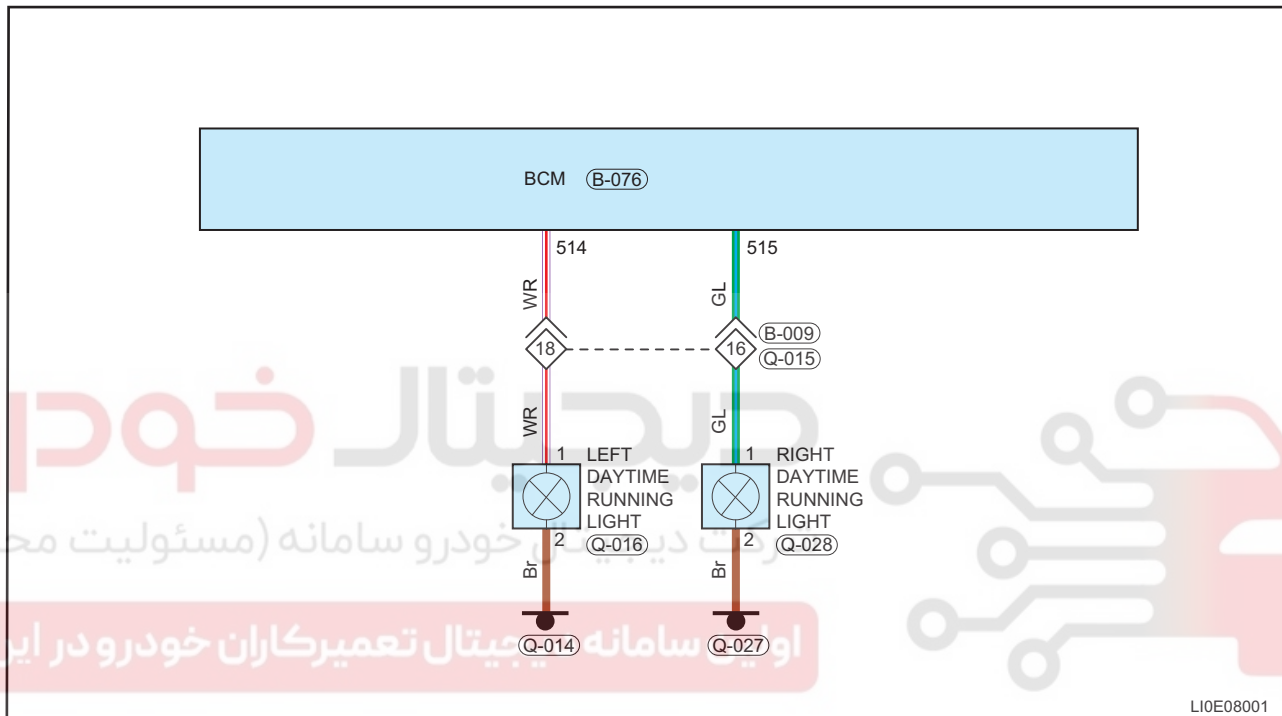 BCM B-076
514 515
WR GL
18 16 B-009
Q-015
WR GL
1 LEFT DAYTIME RUNNING LIGHT Q-016
2
1 RIGHT DAYTIME RUNNING LIGHT Q-028
2
Br Br
Q-014 Q-027
دیجیتال خودرو
شرکت دیجیتال خودرو سامانه (مسئولیت
اولین سامانه دیجیتال تعمیرکاران خودرو در
LI0E08001